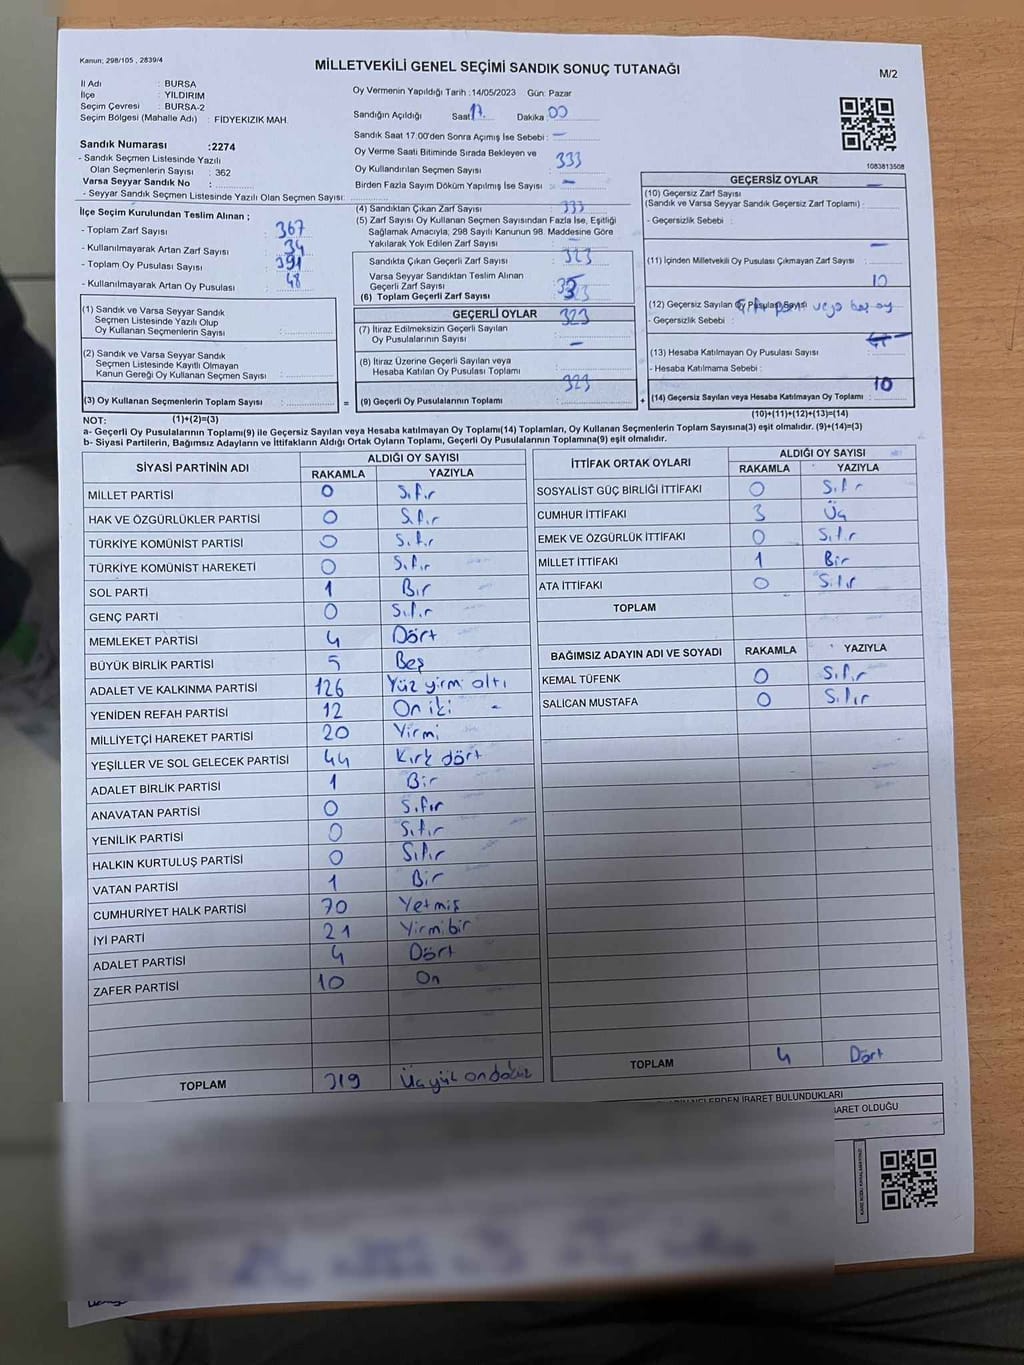 Kanun; 298/105 , 2839/4
MİLLETVEKİLİ GENEL SEÇİMİ SANDIK SONUÇ TUTANAĞI
M/2
İl Adı : BURSA
İlçe : YILDIRIM
Seçim Çevresi : BURSA-2
Seçim Bölgesi (Mahalle Adı) : FİDYEKIZIK MAH.
Sandık Numarası :2274
- Sandık Seçmen Listesinde Yazılı
Olan Seçmenlerin Sayısı : 362
Varsa Seyyar Sandık No :
- Seyyar Sandık Seçmen Listesinde Yazılı Olan Seçmen Sayısı:
Oy Vermenin Yapıldığı Tarih :14/05/2023 Gün: Pazar
Sandığın Açıldığı Saat 17. Dakika 00
Sandık Saat 17:00'den Sonra Açımış İse Sebebi : —
Oy Verme Saati Bitiminde Sırada Bekleyen ve
Oy Kullandırılan Seçmen Sayısı : 333
Birden Fazla Sayım Döküm Yapılmış İse Sayısı : —
1083813508
İlçe Seçim Kurulundan Teslim Alınan ;
- Toplam Zarf Sayısı : 367
- Kullanılmayarak Artan Zarf Sayısı : 34
- Toplam Oy Pusulası Sayısı : 391
- Kullanılmayarak Artan Oy Pusulası : 48
(1) Sandık ve Varsa Seyyar Sandık
Seçmen Listesinde Yazılı Olup
Oy Kullanan Seçmenlerin Sayısı :
(2) Sandık ve Varsa Seyyar Sandık
Seçmen Listesinde Kayıtlı Olmayan
Kanun Gereği Oy Kullanan Seçmen Sayısı :
(3) Oy Kullanan Seçmenlerin Toplam Sayısı : =
(4) Sandıktan Çıkan Zarf Sayısı : 333
(5) Zarf Sayısı Oy Kullanan Seçmen Sayısından Fazla İse, Eşitliği
Sağlamak Amacıyla, 298 Sayılı Kanunun 98. Maddesine Göre
Yakılarak Yok Edilen Zarf Sayısı : —
Sandıkta Çıkan Geçerli Zarf Sayısı : 323
Varsa Seyyar Sandıktan Teslim Alınan
Geçerli Zarf Sayısı :
(6) Toplam Geçerli Zarf Sayısı
GEÇERLİ OYLAR
(7) İtiraz Edilmeksizin Geçerli Sayılan
Oy Pusulalarının Sayısı : 323
(8) İtiraz Üzerine Geçerli Sayılan veya
Hesaba Katılan Oy Pusulası Toplamı : —
(9) Geçerli Oy Pusulalarının Toplamı : 323 +
GEÇERSİZ OYLAR
(10) Geçersiz Zarf Sayısı
(Sandık ve Varsa Seyyar Sandık Geçersiz Zarf Toplamı) : —
- Geçersizlik Sebebi :
(11) İçinden Milletvekili Oy Pusulası Çıkmayan Zarf Sayısı : —
(12) Geçersiz Sayılan Oy Pusulası Sayısı 10
- Geçersizlik Sebebi : veya boş oy
(13) Hesaba Katılmayan Oy Pusulası Sayısı :
- Hesaba Katılmama Sebebi :
(14) Geçersiz Sayılan veya Hesaba Katılmayan Oy Toplamı : 10
NOT: (1)+(2)=(3)
(10)+(11)+(12)+(13)=(14)
a- Geçerli Oy Pusulalarının Toplamı(9) ile Geçersiz Sayılan veya Hesaba Katılmayan Oy Toplamı(14) Toplamları, Oy Kullanan Seçmenlerin Toplam Sayısına(3) eşit olmalıdır. (9)+(14)=(3)
b- Siyasi Partilerin, Bağımsız Adayların ve İttifakların Aldığı Ortak Oyların Toplamı, Geçerli Oy Pusulalarının Toplamına(9) eşit olmalıdır.
SİYASİ PARTİNİN ADI ALDIĞI OY SAYISI
RAKAMLA YAZIYLA
MİLLET PARTİSİ 0 Sıfır
HAK VE ÖZGÜRLÜKLER PARTİSİ 0 Sıfır
TÜRKİYE KOMÜNİST PARTİSİ 0 Sıfır
TÜRKİYE KOMÜNİST HAREKETİ 0 Sıfır
SOL PARTİ 1 Bir
GENÇ PARTİ 0 Sıfır
MEMLEKET PARTİSİ 4 Dört
BÜYÜK BİRLİK PARTİSİ 5 Beş
ADALET VE KALKINMA PARTİSİ 126 Yüz yirmi altı
YENİDEN REFAH PARTİSİ 12 On iki
MİLLİYETÇİ HAREKET PARTİSİ 20 Yirmi
YEŞİLLER VE SOL GELECEK PARTİSİ 44 Kırk dört
ADALET BİRLİK PARTİSİ 1 Bir
ANAVATAN PARTİSİ 0 Sıfır
YENİLİK PARTİSİ 0 Sıfır
HALKIN KURTULUŞ PARTİSİ 0 Sıfır
VATAN PARTİSİ 1 Bir
CUMHURİYET HALK PARTİSİ 70 Yetmiş
İYİ PARTİ 21 Yirmibir
ADALET PARTİSİ 4 Dört
ZAFER PARTİSİ 10 On
TOPLAM 319 Üçyüz ondokuz
İTTİFAK ORTAK OYLARI ALDIĞI OY SAYISI
RAKAMLA YAZIYLA
SOSYALİST GÜÇ BİRLİĞİ İTTİFAKI 0 Sıfır
CUMHUR İTTİFAKI 3 Üç
EMEK VE ÖZGÜRLÜK İTTİFAKI 0 Sıfır
MİLLET İTTİFAKI 1 Bir
ATA İTTİFAKI 0 Sıfır
TOPLAM
BAĞIMSIZ ADAYIN ADI VE SOYADI RAKAMLA YAZIYLA
KEMAL TÜFENK 0 Sıfır
SALİCAN MUSTAFA 0 Sıfır
TOPLAM 4 Dört
İBARET BULUNDUKLARI
OLDUĞU